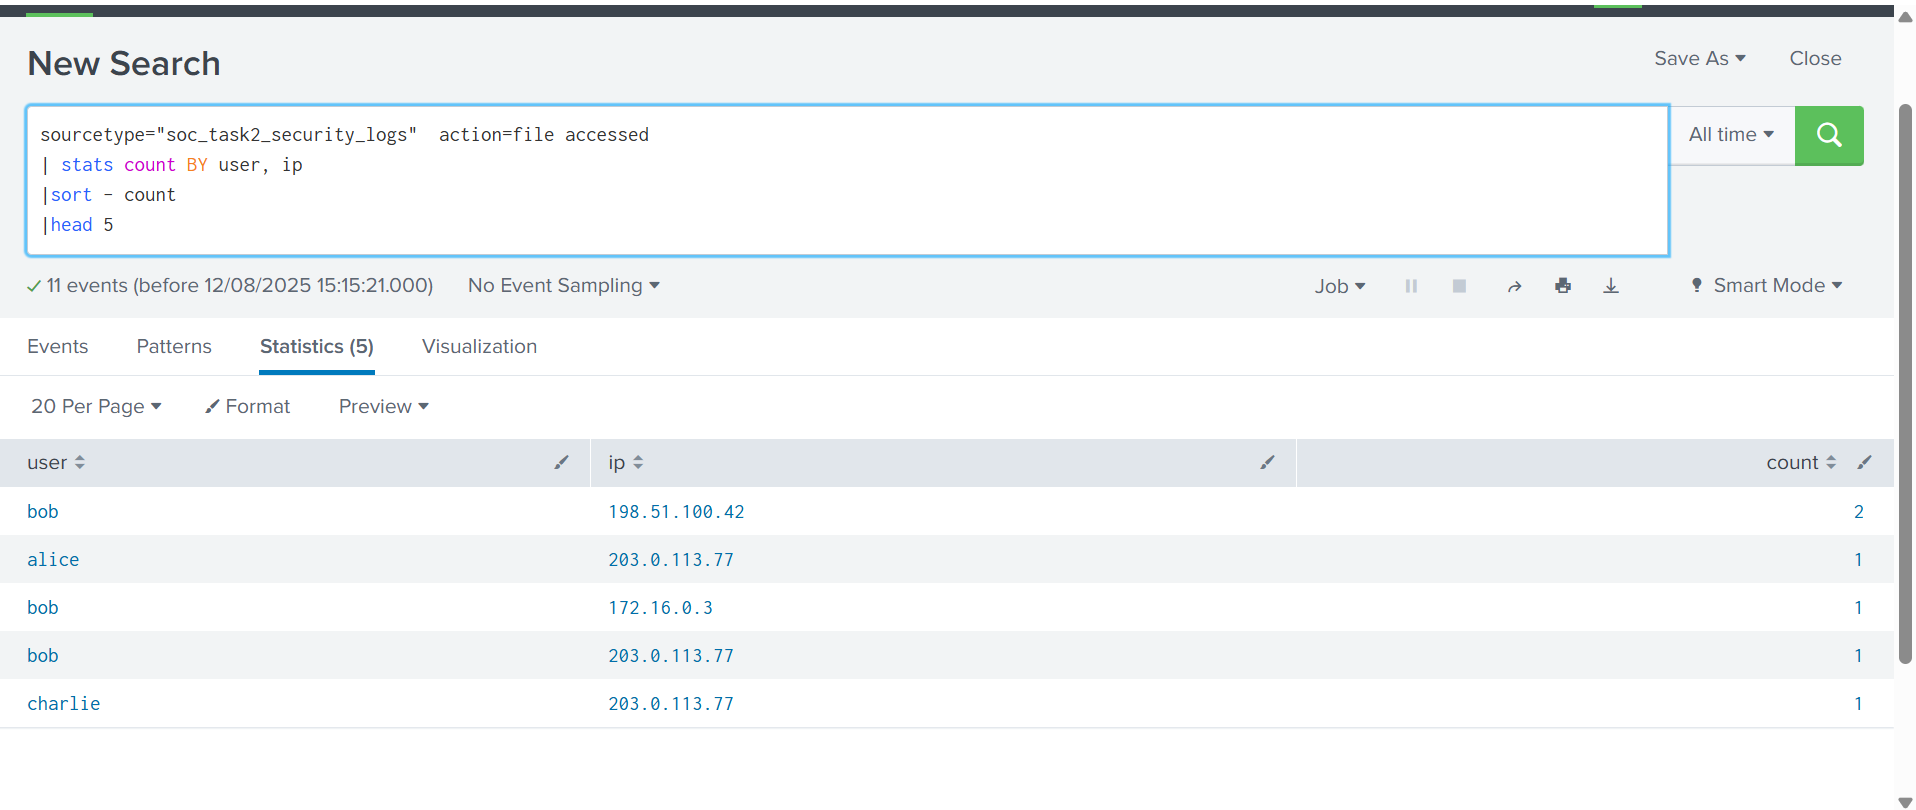 New Search
Save As
Close
sourcetype="soc_task2_security_logs"  action=file accessed
| stats count BY user, ip
|sort - count
|head 5
All time
11 events (before 12/08/2025 15:15:21.000)
No Event Sampling
Job
Smart Mode
Events
Patterns
Statistics (5)
Visualization
20 Per Page
Format
Preview
user
ip
count
bob 198.51.100.42 2
alice 203.0.113.77 1
bob 172.16.0.3 1
bob 203.0.113.77 1
charlie 203.0.113.77 1